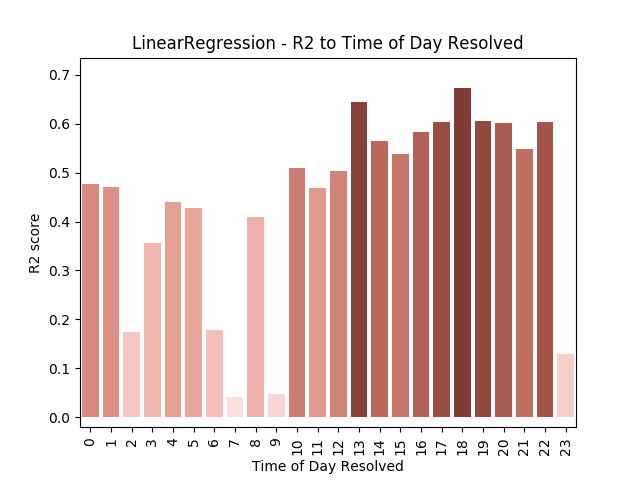 LinearRegression - R2 to Time of Day Resolved
0.7
0.6
0.5
0.4
0.3
0.2
0.1
0.0
R2 score
0 1 2 3 4 5 6 7 8 9 10 11 12 13 14 15 16 17 18 19 20 21 22 23
Time of Day Resolved